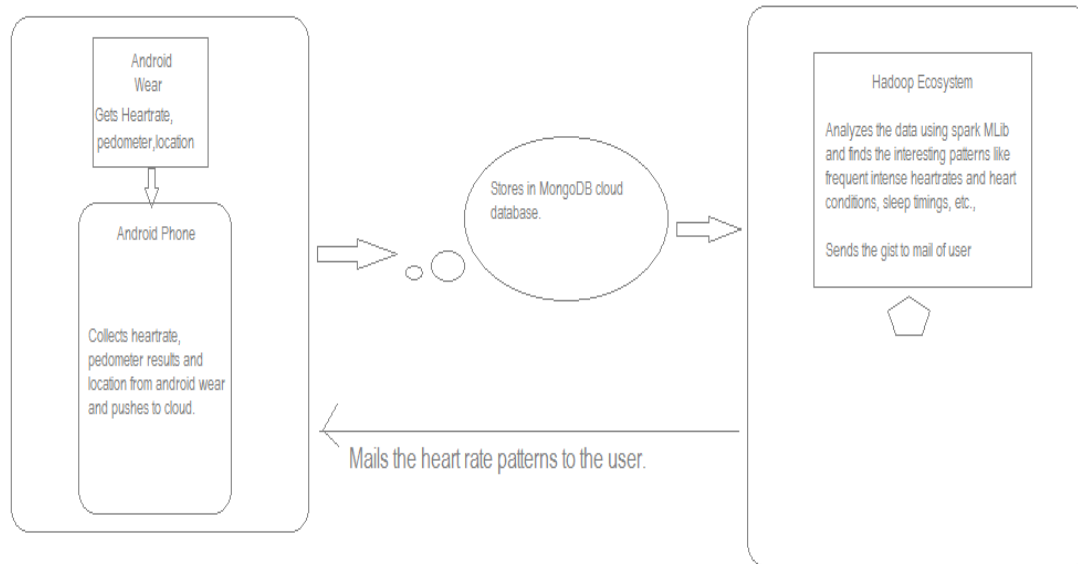 Android
Wear
Gets Heartrate,
pedometer,location
Android Phone
Collects heartrate,
pedometer results and
location from android wear
and pushes to cloud.
Stores in MongoDB cloud
database.
Hadoop Ecosystem
Analyzes the data using spark MLib
and finds the interesting patterns like
frequent intense heartrates and heart
conditions, sleep timings, etc.,
Sends the gist to mail of user
Mails the heart rate patterns to the user.